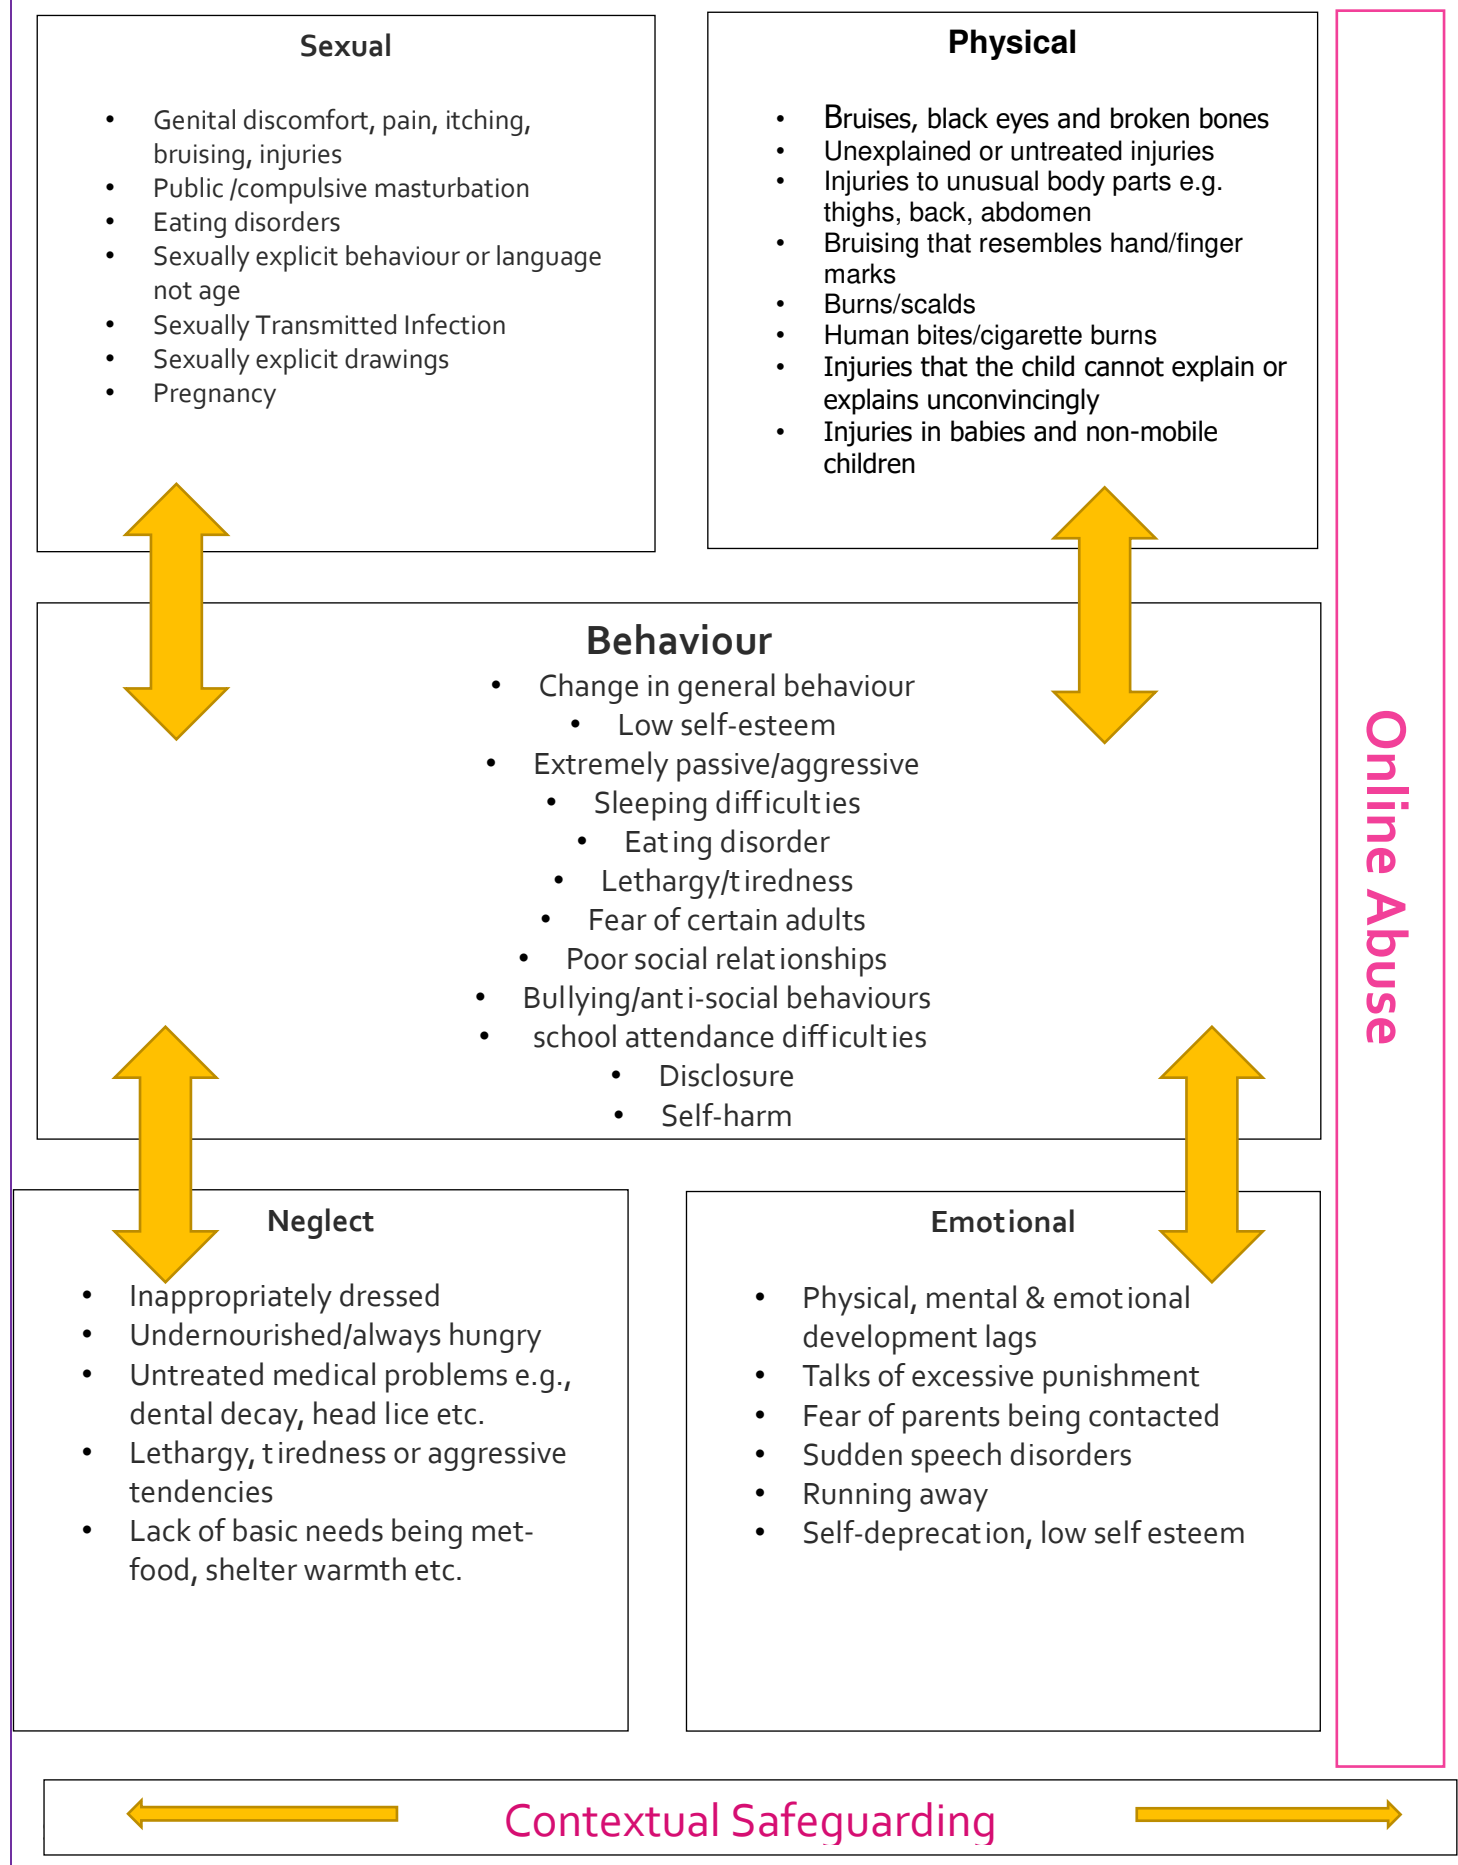 Sexual
• Genital discomfort, pain, itching,
bruising, injuries
• Public /compulsive masturbation
• Eating disorders
• Sexually explicit behaviour or language
not age
• Sexually Transmitted Infection
• Sexually explicit drawings
• Pregnancy
Physical
• Bruises, black eyes and broken bones
• Unexplained or untreated injuries
• Injuries to unusual body parts e.g.
thighs, back, abdomen
• Bruising that resembles hand/finger
marks
• Burns/scalds
• Human bites/cigarette burns
• Injuries that the child cannot explain or
explains unconvincingly
• Injuries in babies and non-mobile
children
Behaviour
• Change in general behaviour
• Low self-esteem
• Extremely passive/aggressive
• Sleeping difficulties
• Eating disorder
• Lethargy/tiredness
• Fear of certain adults
• Poor social relationships
• Bullying/anti-social behaviours
• school attendance difficulties
• Disclosure
• Self-harm
Neglect
• Inappropriately dressed
• Undernourished/always hungry
• Untreated medical problems e.g.,
dental decay, head lice etc.
• Lethargy, tiredness or aggressive
tendencies
• Lack of basic needs being met-
food, shelter warmth etc.
Emotional
• Physical, mental & emotional
development lags
• Talks of excessive punishment
• Fear of parents being contacted
• Sudden speech disorders
• Running away
• Self-deprecation, low self esteem
Online Abuse
Contextual Safeguarding